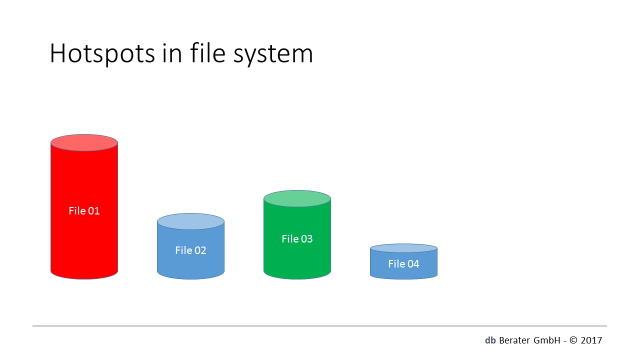 Hotspots in file system
File 01
File 02
File 03
File 04
db Berater GmbH - © 2017